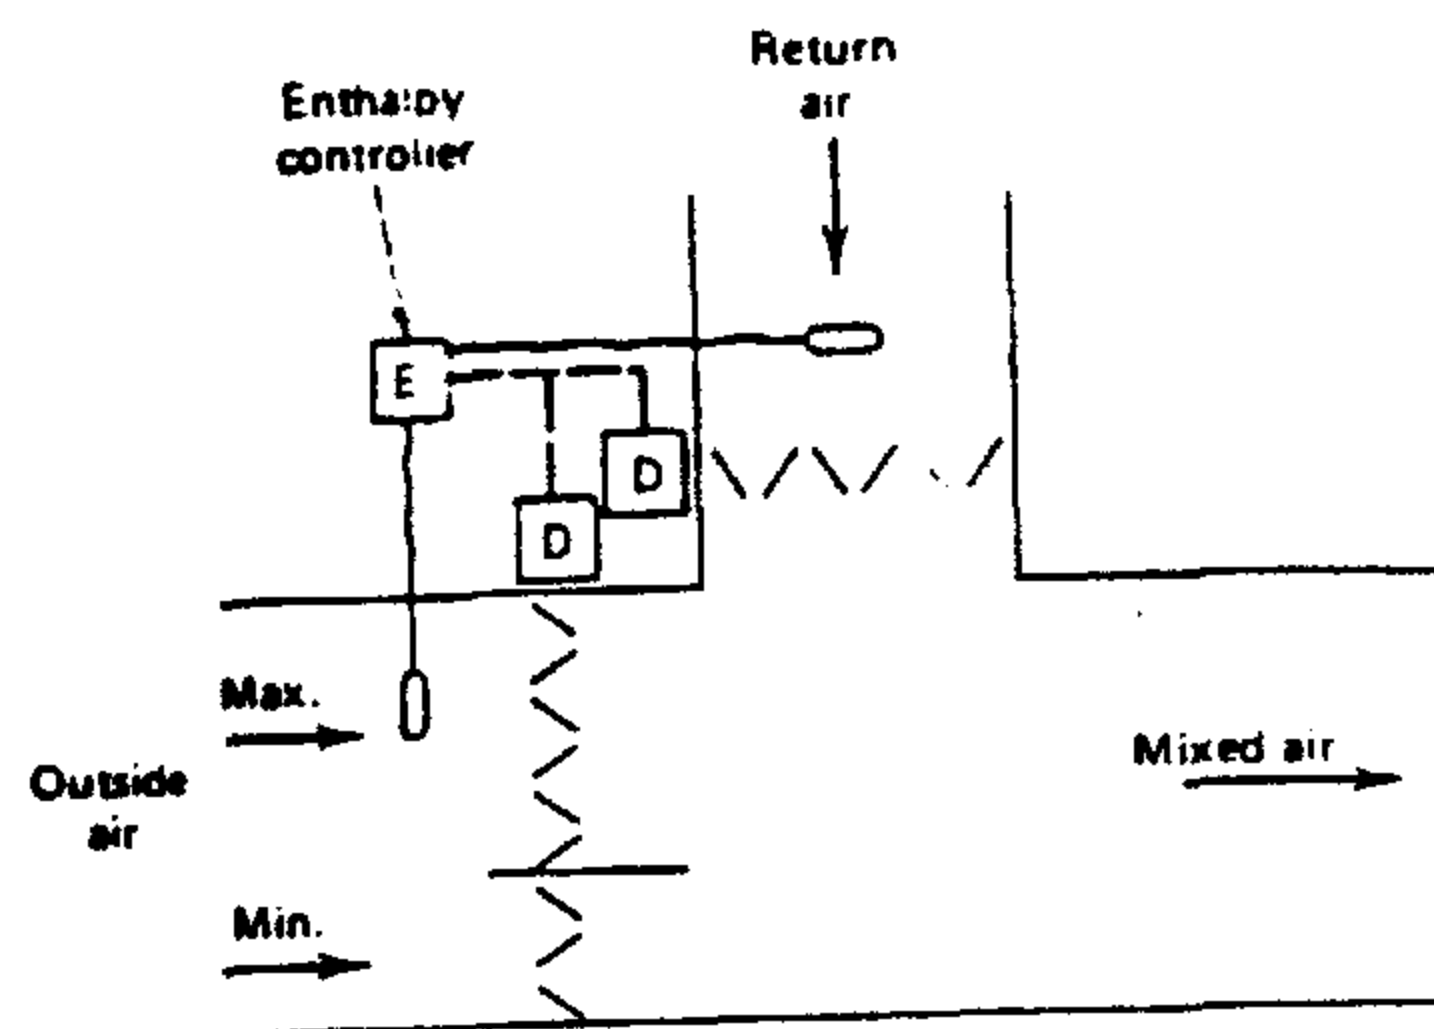 Return
air
Enthalpy
controller
E
D
D
Max.
Outside
air
Mixed air
Min.